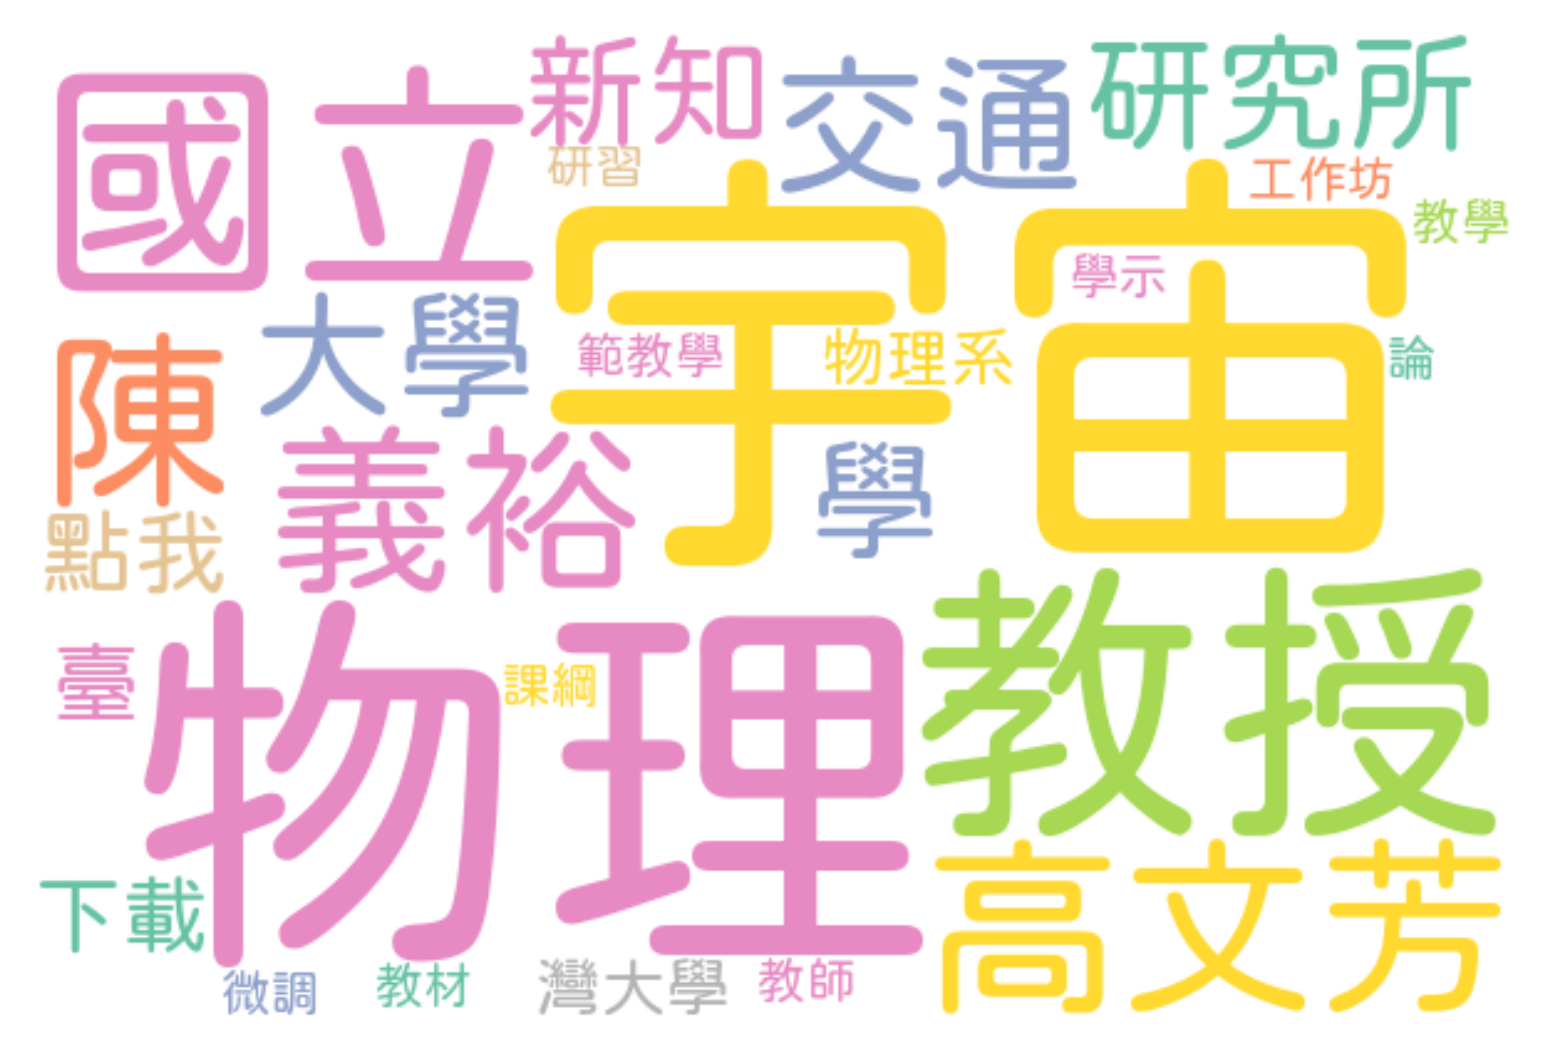 國立
新知
交通
研究所
研習
工作坊
教學
宇宙
學示
大學
範教學
物理系
論
陳
義裕
學
點我
物理
教授
臺
課綱
高文芳
下載
微調
教材
灣大學
教師